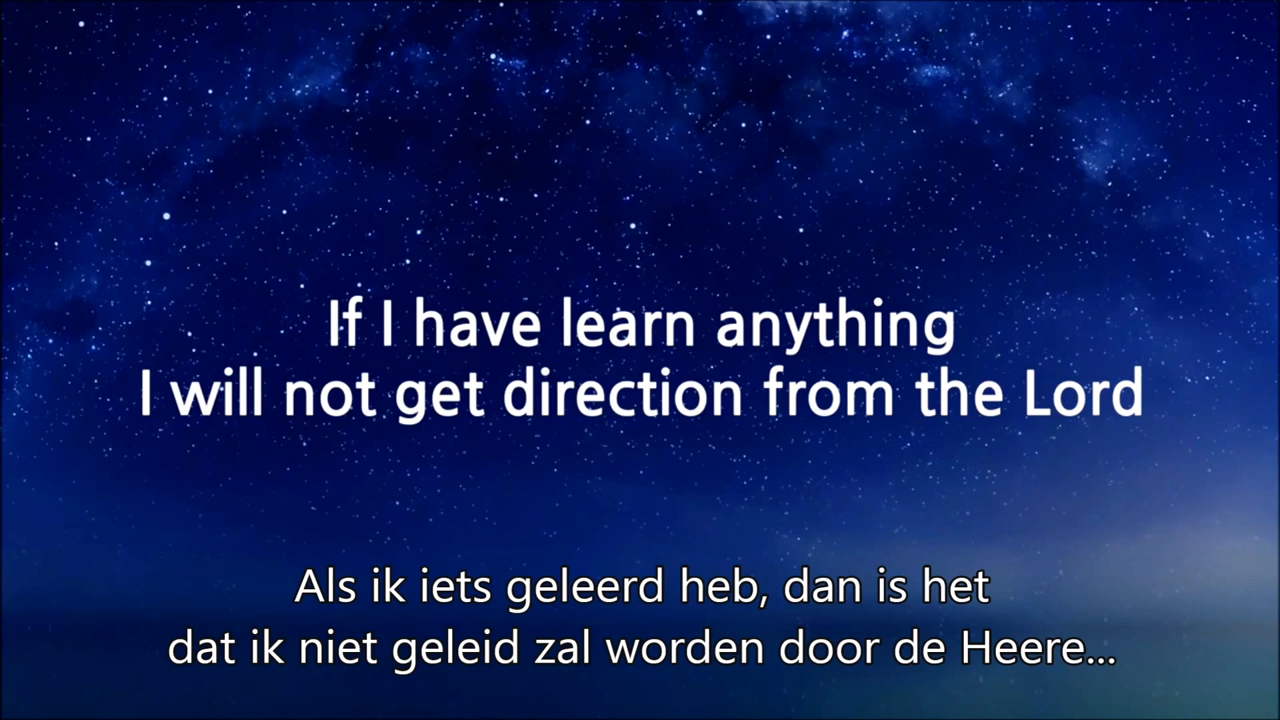 If I have learn anything
I will not get direction from the Lord
Als ik iets geleerd heb, dan is het
dat ik niet geleid zal worden door de Heere...